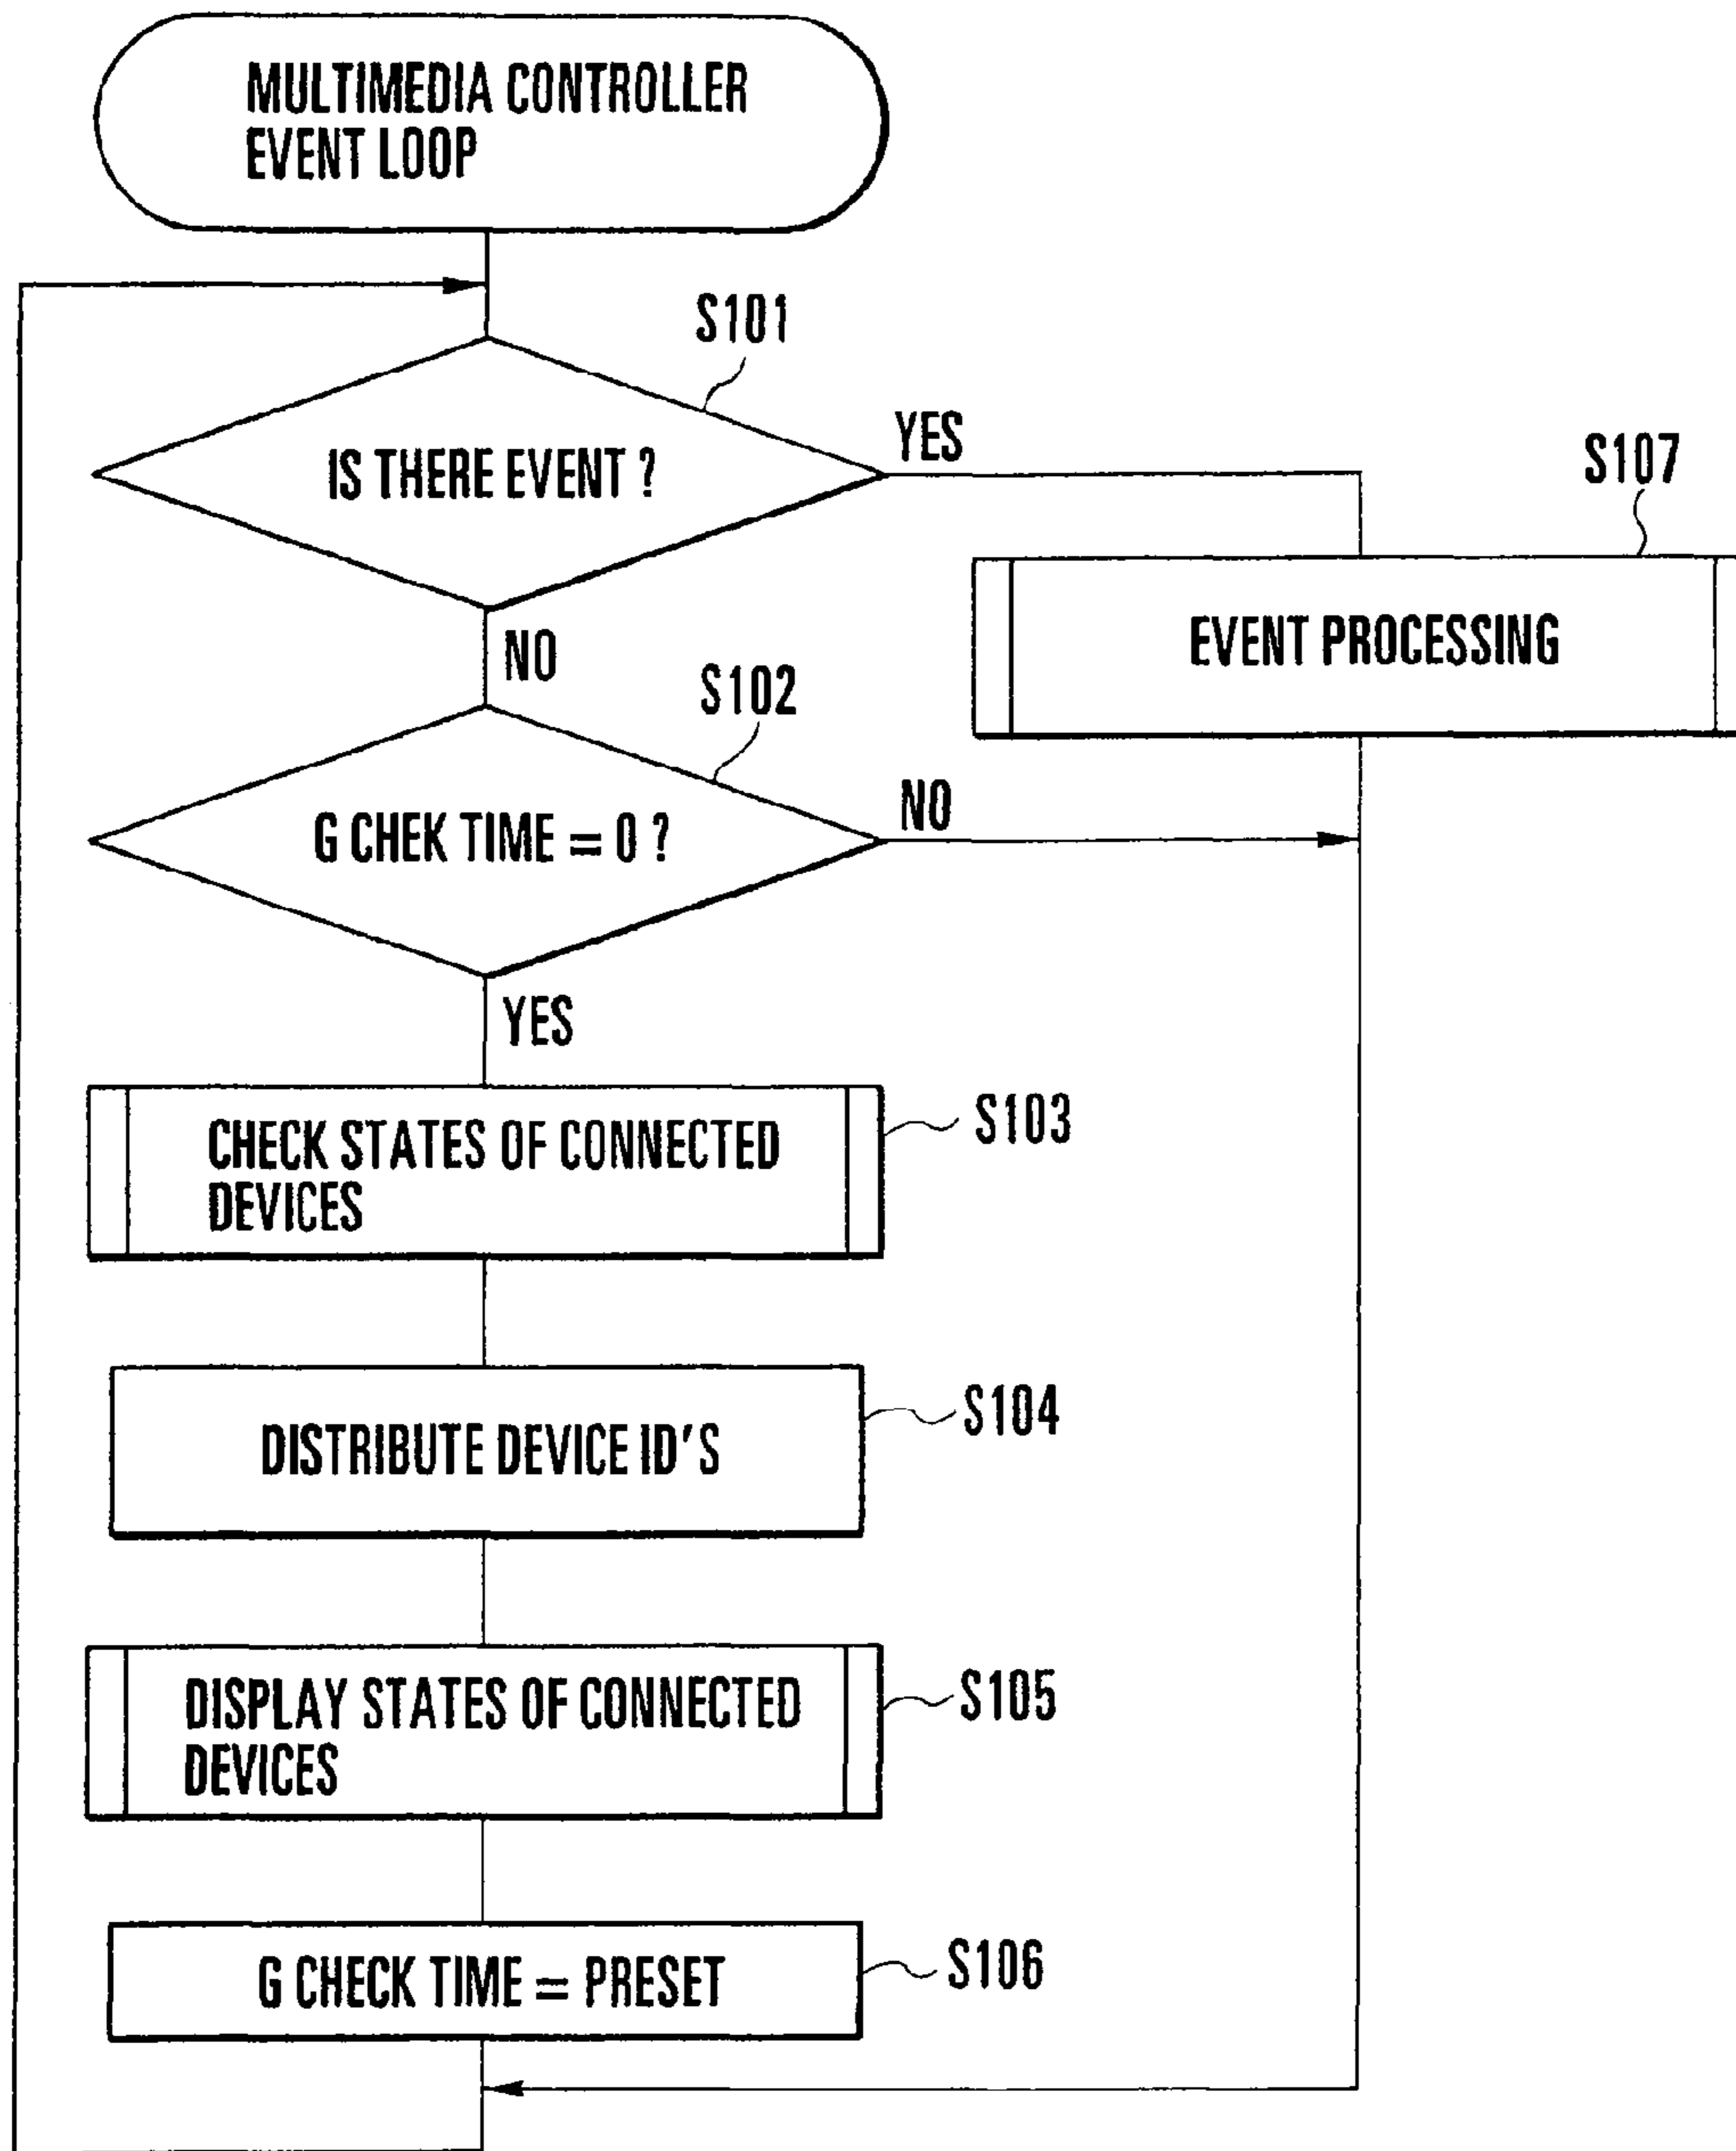 MULTIMEDIA CONTROLLER
EVENT LOOP
S101
IS THERE EVENT ?
YES
S107
EVENT PROCESSING
NO
S102
G CHEK TIME = 0 ?
NO
YES
CHECK STATES OF CONNECTED
DEVICES
S103
DISTRIBUTE DEVICE ID'S
S104
DISPLAY STATES OF CONNECTED
DEVICES
S105
G CHECK TIME = PRESET
S106